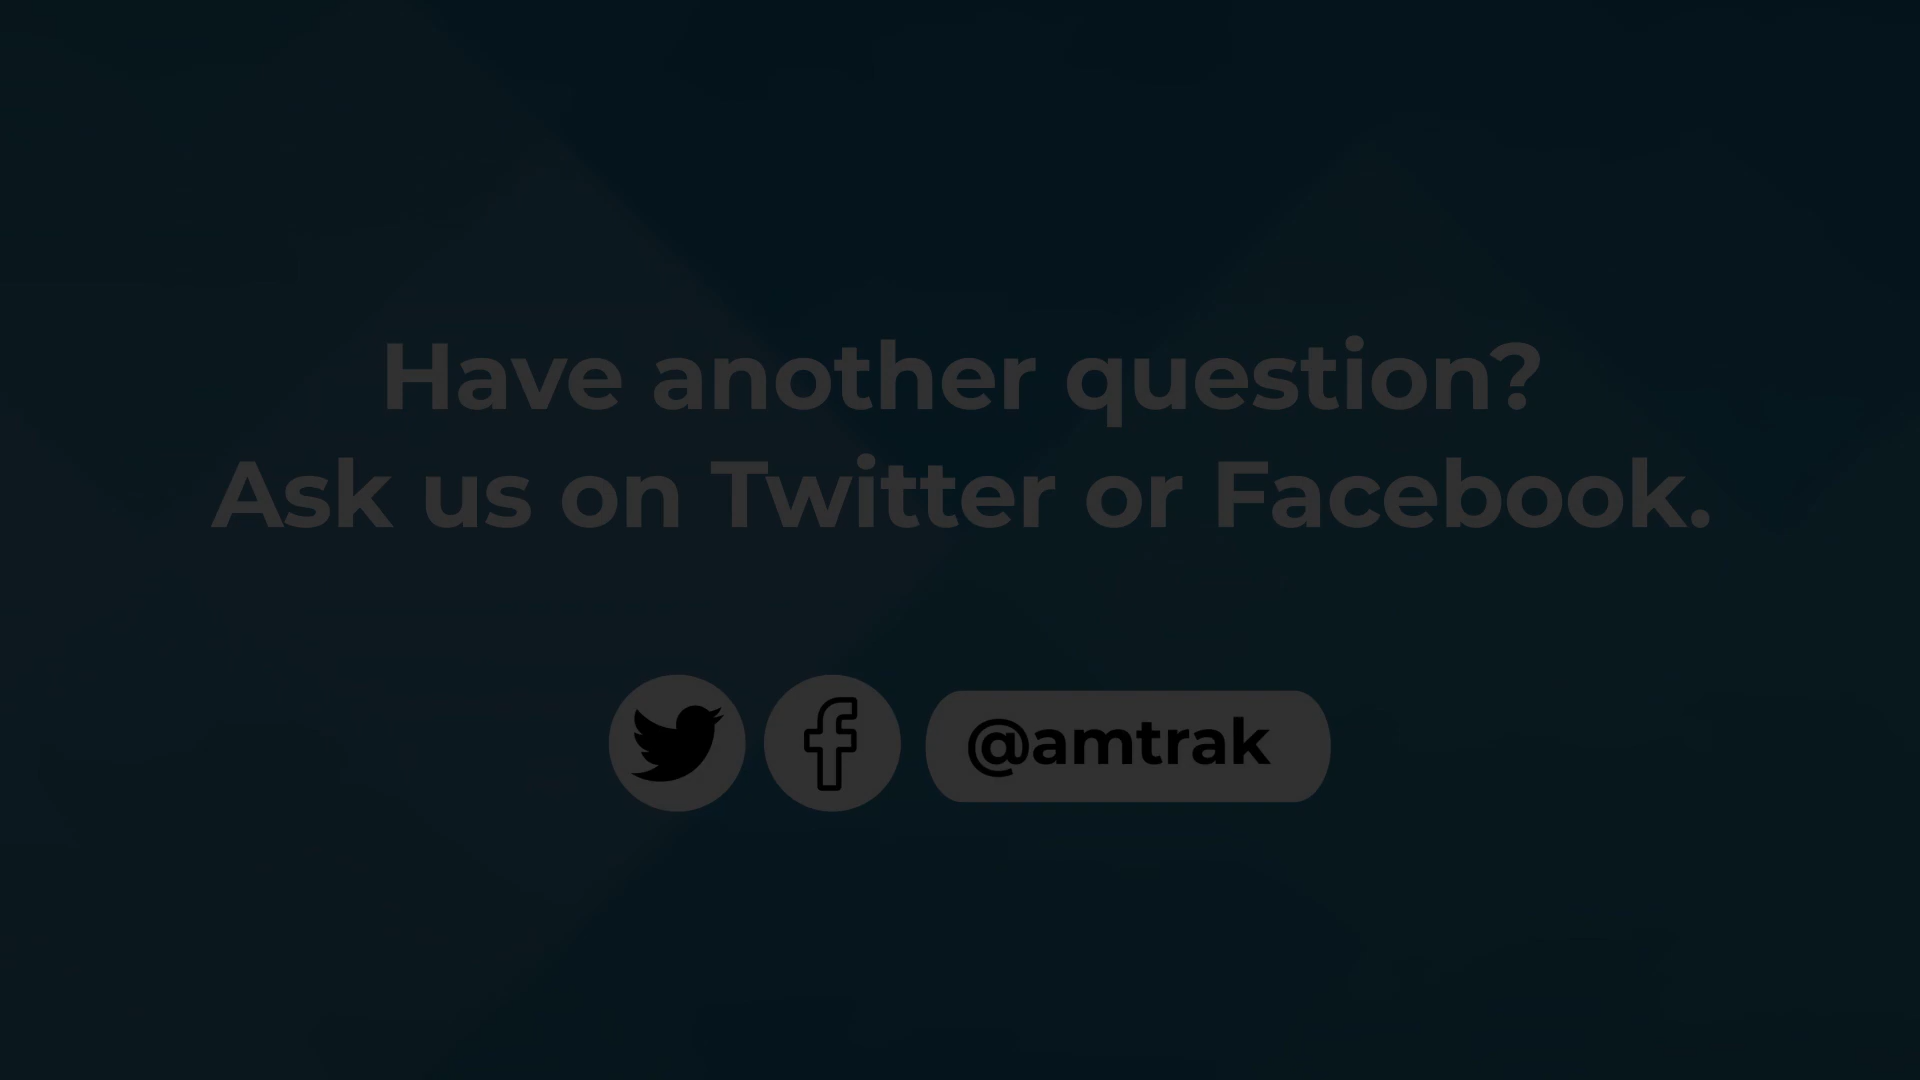 Have another question?
Ask us on Twitter or Facebook.
@amtrak